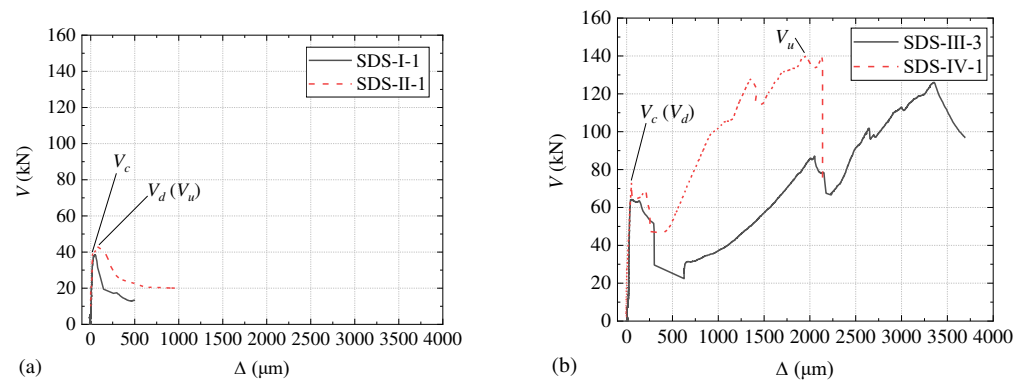 160
140
120
100
80
60
40
20
0
V (kN)
SDS-I-1
SDS-II-1
V_c
V_d (V_u)
0 500 1000 1500 2000 2500 3000 3500 4000
Δ (μm)
(a)
160
140
120
100
80
60
40
20
0
V (kN)
V_u
SDS-III-3
SDS-IV-1
V_c (V_d)
0 500 1000 1500 2000 2500 3000 3500 4000
Δ (μm)
(b)